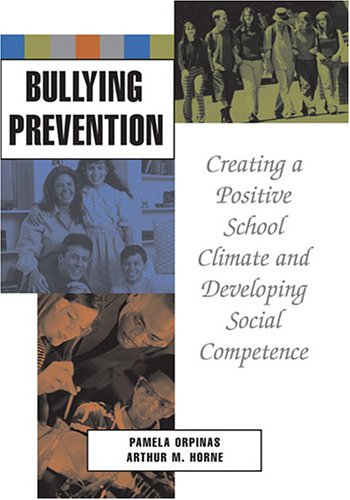 BULLYING
PREVENTION
Creating a
Positive
School
Climate and
Developing
Social
Competence
PAMELA ORPINAS
ARTHUR M. HORNE